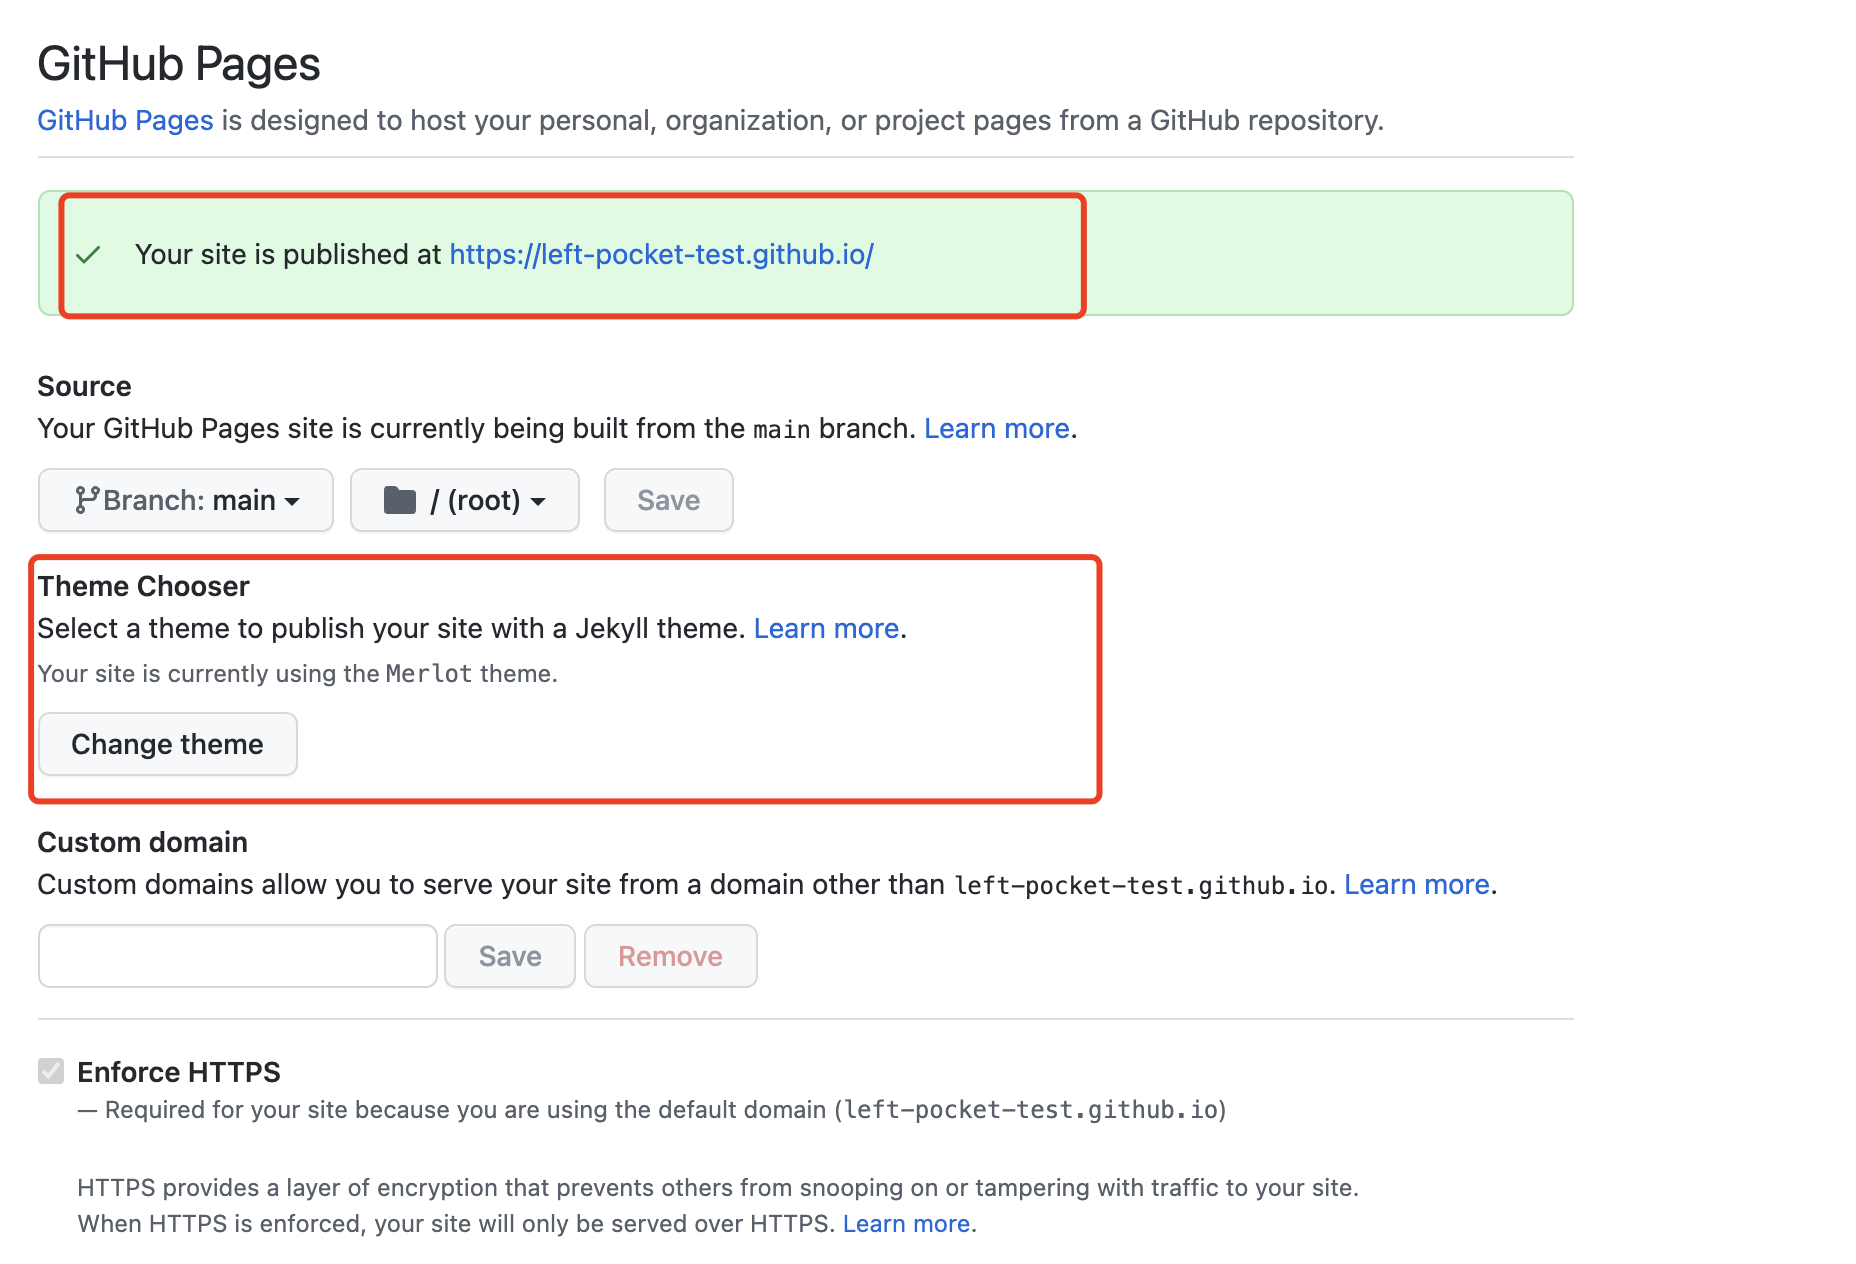 GitHub Pages
GitHub Pages is designed to host your personal, organization, or project pages from a GitHub repository.
Your site is published at https://left-pocket-test.github.io/
Source
Your GitHub Pages site is currently being built from the main branch. Learn more.
Branch: main / (root) Save
Theme Chooser
Select a theme to publish your site with a Jekyll theme. Learn more.
Your site is currently using the Merlot theme.
Change theme
Custom domain
Custom domains allow you to serve your site from a domain other than left-pocket-test.github.io. Learn more.
Save Remove
Enforce HTTPS
— Required for your site because you are using the default domain (left-pocket-test.github.io)
HTTPS provides a layer of encryption that prevents others from snooping on or tampering with traffic to your site.
When HTTPS is enforced, your site will only be served over HTTPS. Learn more.